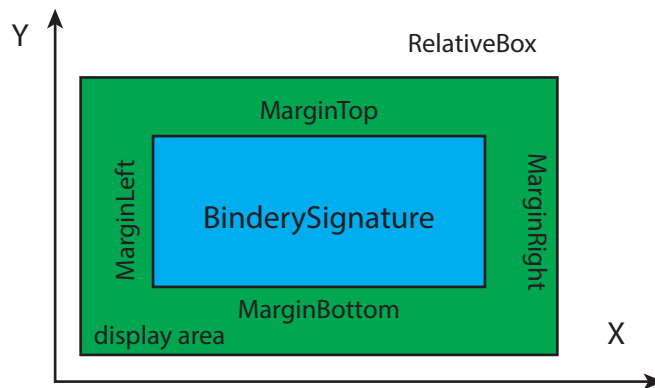 Y
RelativeBox
MarginTop
MarginLeft
BinderySignature
MarginRight
MarginBottom
display area
X